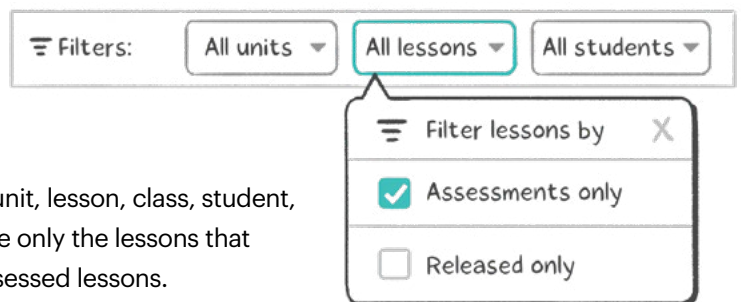 Filters: All units All lessons All students
Filter lessons by X
Assessments only
Released only
unit, lesson, class, student,
e only the lessons that
sessed lessons.